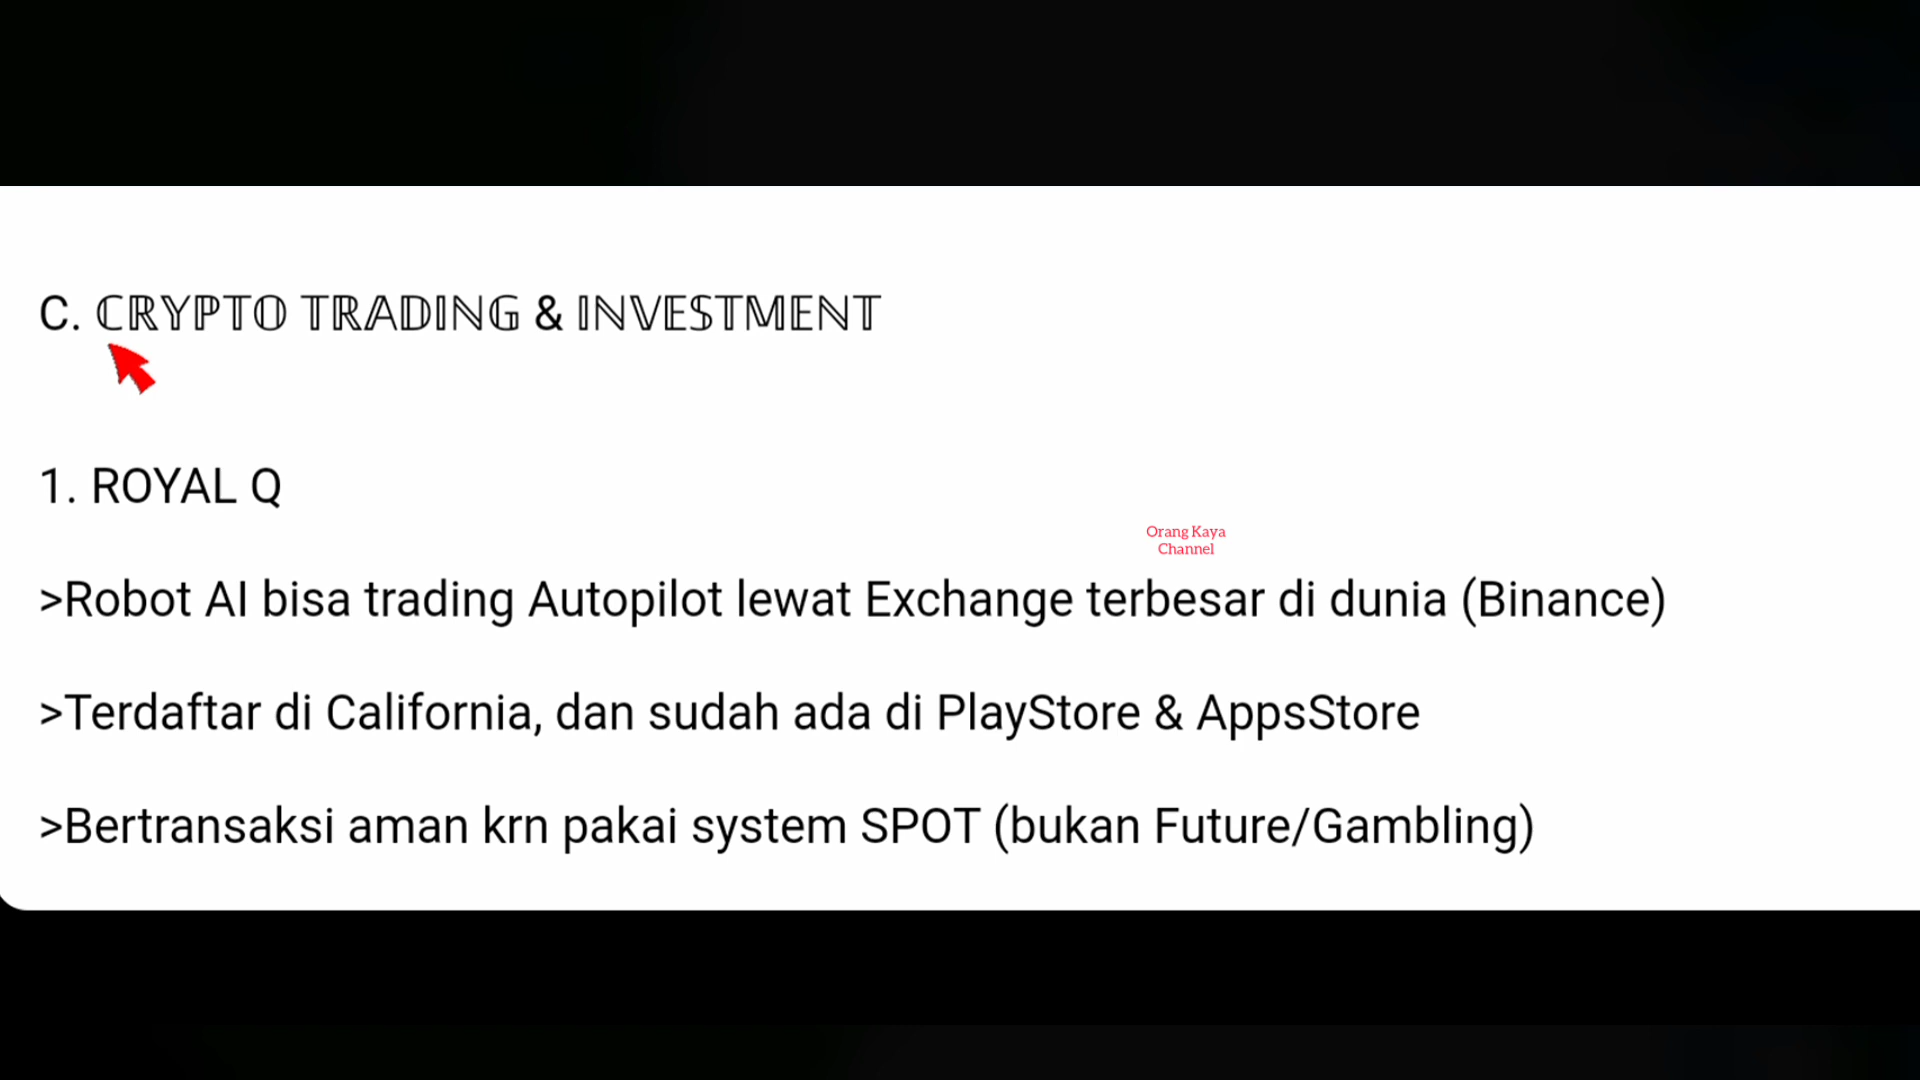 C. ℂℝ𝕐ℙ𝕋𝕆 𝕋ℝ𝔸𝔻𝕀ℕ𝔾 & 𝕀ℕ𝕍𝔼𝕊𝕋𝕄𝔼ℕ𝕋
1. ROYAL Q
Orang Kaya
Channel
>Robot AI bisa trading Autopilot lewat Exchange terbesar di dunia (Binance)
>Terdaftar di California, dan sudah ada di PlayStore & AppsStore
>Bertransaksi aman krn pakai system SPOT (bukan Future/Gambling)